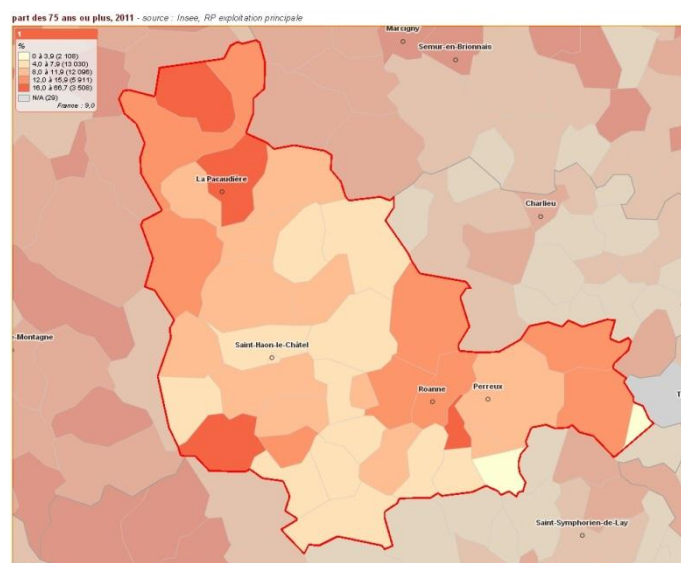 part des 75 ans ou plus, 2011 - source : Insee, RP exploitation principale
1
%
0 à 3,9 (2 108)
4,0 à 7,9 (13 030)
8,0 à 11,9 (12 096)
12,0 à 15,9 (5 911)
16,0 à 66,7 (3 508)
N/A (29)
France : 9,0
Marcigny
Semur-en-Brionnais
La Pacaudière
Charlieu
-Montagne
Saint-Haon-le-Châtel
Roanne
Perreux
T
Saint-Symphorien-de-Lay